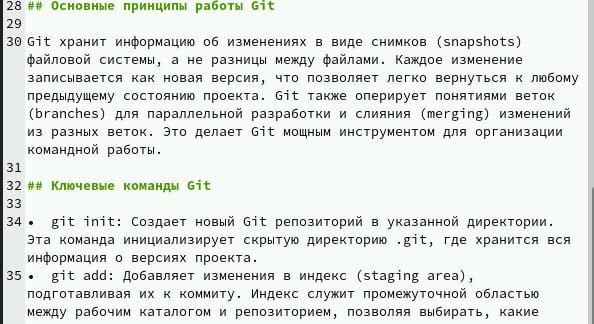 28 ## Основные принципы работы Git
29
30 Git хранит информацию об изменениях в виде снимков (snapshots)
файловой системы, а не разницы между файлами. Каждое изменение
записывается как новая версия, что позволяет легко вернуться к любому
предыдущему состоянию проекта. Git также оперирует понятиями веток
(branches) для параллельной разработки и слияния (merging) изменений
из разных веток. Это делает Git мощным инструментом для организации
командной работы.
31
32 ## Ключевые команды Git
33
34 •  git init: Создает новый Git репозиторий в указанной директории.
Эта команда инициализирует скрытую директорию .git, где хранится вся
информация о версиях проекта.
35 •  git add: Добавляет изменения в индекс (staging area),
подготавливая их к коммиту. Индекс служит промежуточной областью
между рабочим каталогом и репозиторием, позволяя выбирать, какие